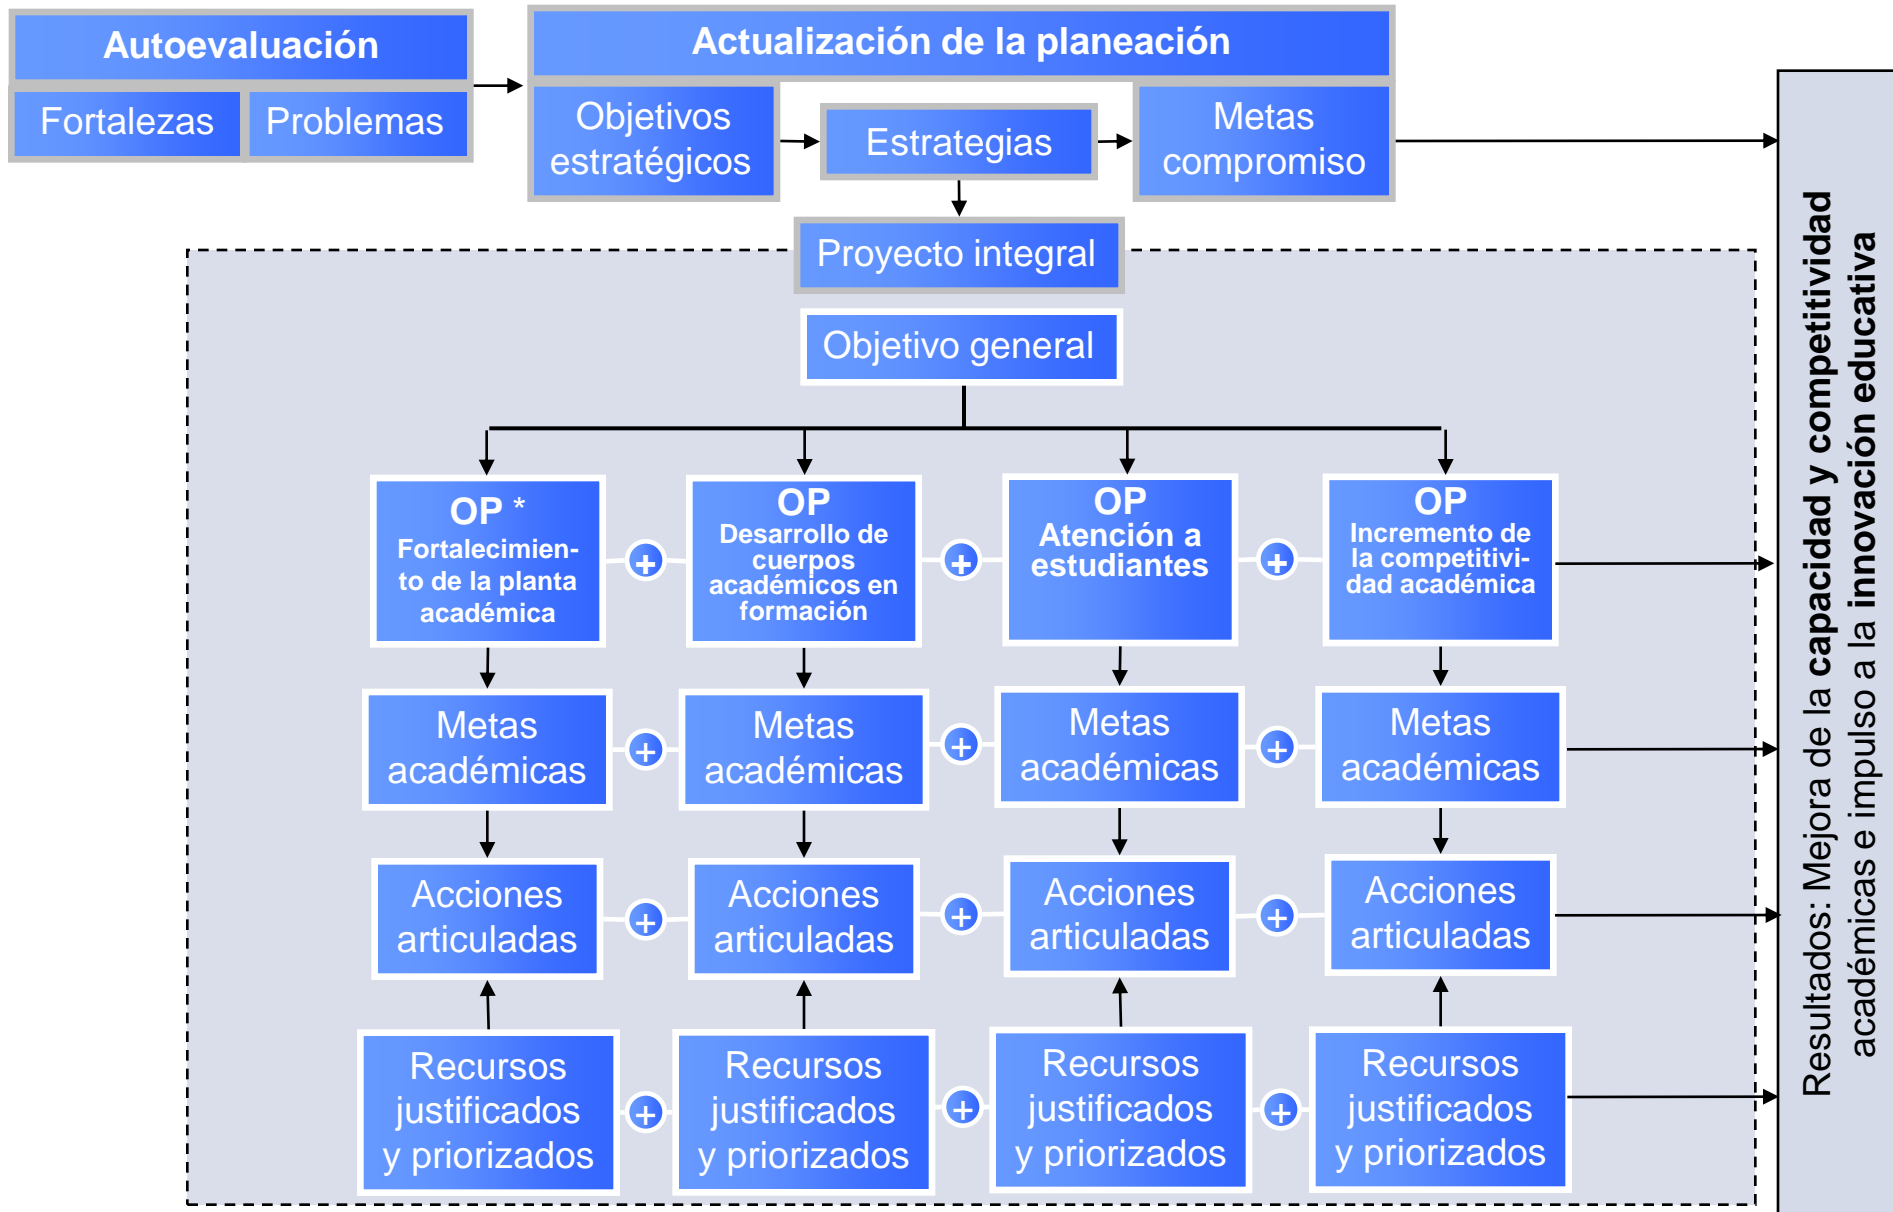 Autoevaluación
Fortalezas
Problemas
Actualización de la planeación
Objetivos
estratégicos
Estrategias
Metas
compromiso
Proyecto integral
Objetivo general
OP *
Fortalecimien-
to de la planta
académica
+
OP
Desarrollo de
cuerpos
académicos en
formación
+
OP
Atención a
estudiantes
+
OP
Incremento de
la competitivi-
dad académica
Metas
académicas
+
Metas
académicas
+
Metas
académicas
+
Metas
académicas
Acciones
articuladas
+
Acciones
articuladas
+
Acciones
articuladas
+
Acciones
articuladas
Recursos
justificados
y priorizados
+
Recursos
justificados
y priorizados
+
Recursos
justificados
y priorizados
+
Recursos
justificados
y priorizados
Resultados: Mejora de la capacidad y competitividad
académicas e impulso a la innovación educativa